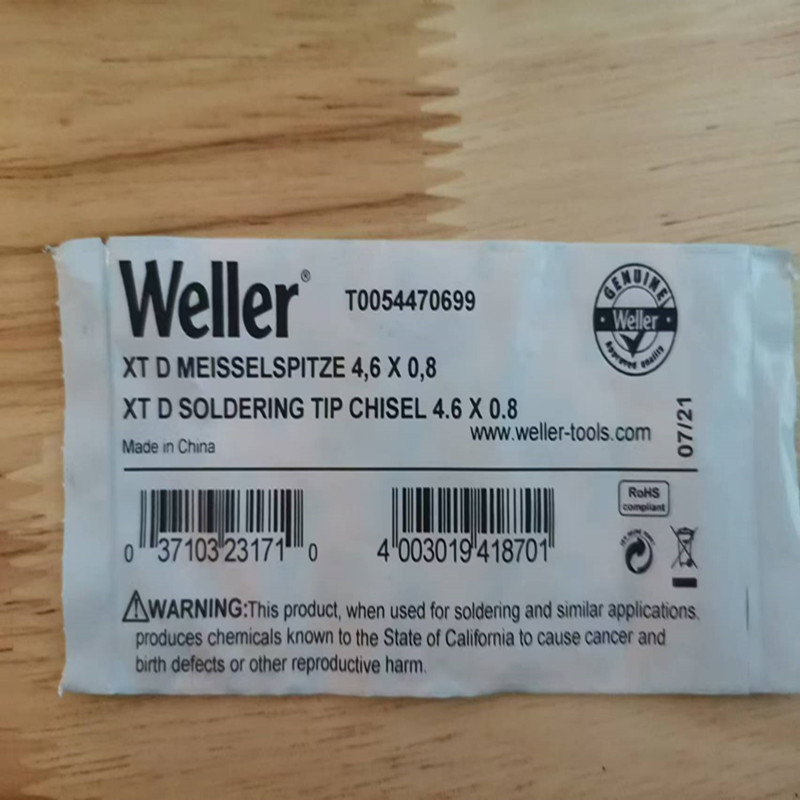 Weller® T0054470699
GENUINE
Weller
Approved quality
XT D MEISSELSPITZE 4,6 X 0,8
XT D SOLDERING TIP CHISEL 4.6 X 0.8
www.weller-tools.com
Made in China
07/21
RoHS
compliant
0 37103 23171 0
4 003019 418701
⚠WARNING:This product, when used for soldering and similar applications,
produces chemicals known to the State of California to cause cancer and
birth defects or other reproductive harm.